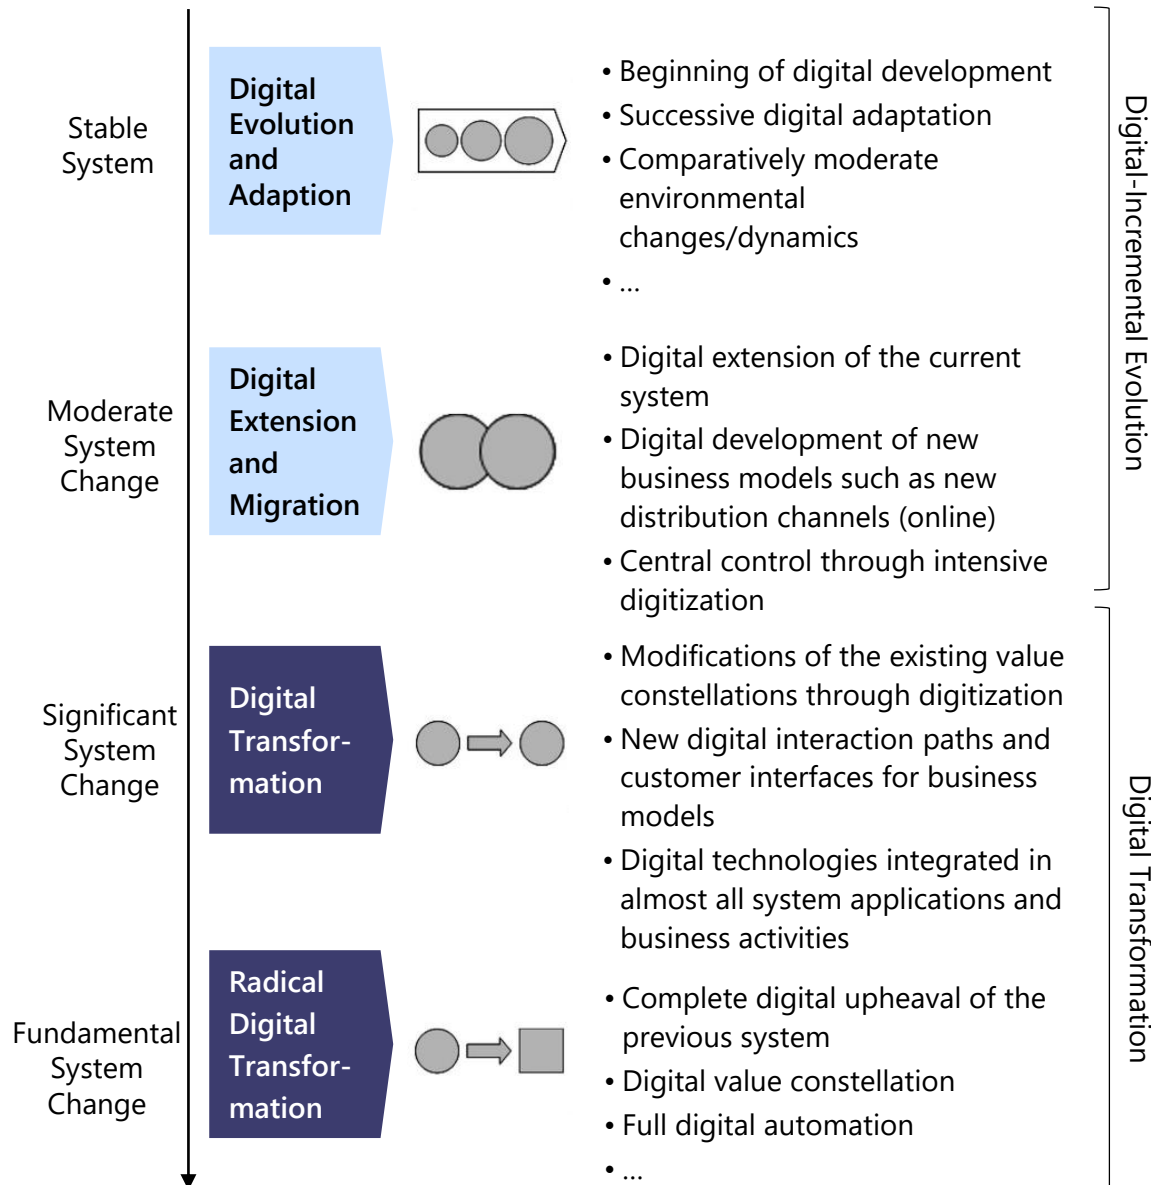 Stable
System
Digital
Evolution
and
Adaption
• Beginning of digital development
• Successive digital adaptation
• Comparatively moderate
environmental
changes/dynamics
• ...
Moderate
System
Change
Digital
Extension
and
Migration
• Digital extension of the current
system
• Digital development of new
business models such as new
distribution channels (online)
• Central control through intensive
digitization
Digital-Incremental Evolution
Significant
System
Change
Digital
Transfor-
mation
• Modifications of the existing value
constellations through digitization
• New digital interaction paths and
customer interfaces for business
models
• Digital technologies integrated in
almost all system applications and
business activities
Fundamental
System
Change
Radical
Digital
Transfor-
mation
• Complete digital upheaval of the
previous system
• Digital value constellation
• Full digital automation
• ...
Digital Transformation